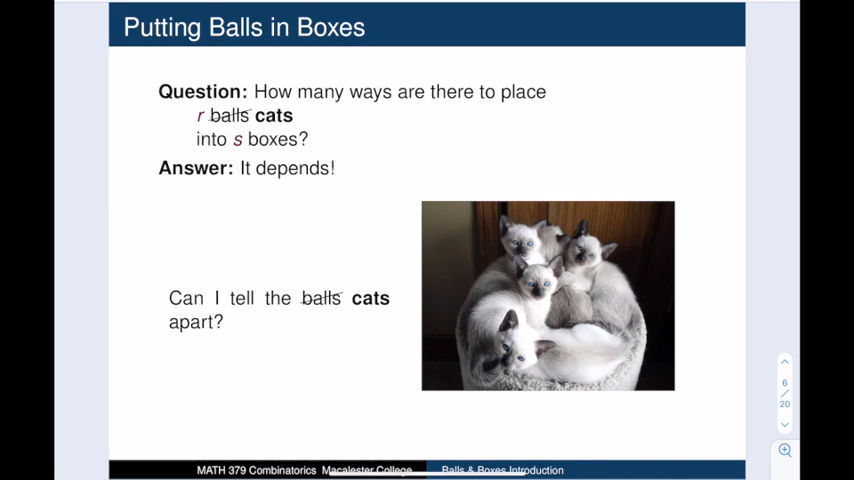 Putting Balls in Boxes
Question: How many ways are there to place
r balls cats
into s boxes?
Answer: It depends!
Can I tell the balls cats
apart?
6
/
20
MATH 379 Combinatorics Macalester College Balls & Boxes Introduction